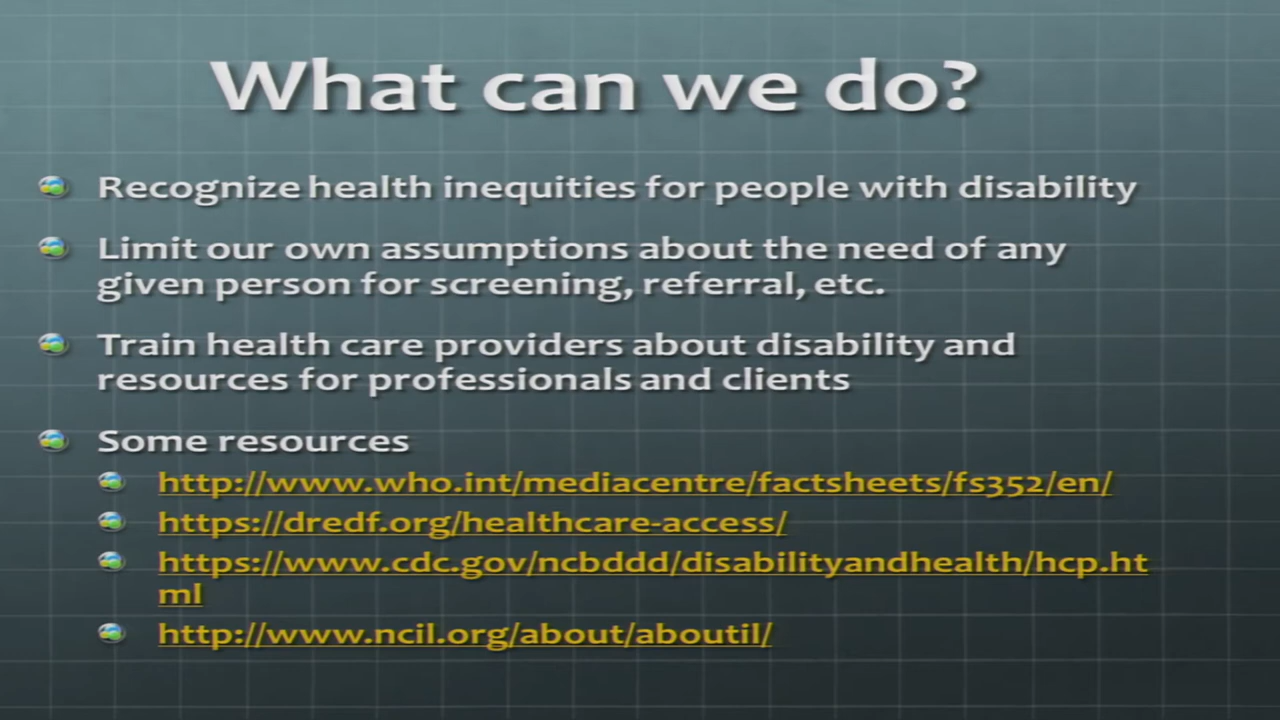 What can we do?
Recognize health inequities for people with disability
Limit our own assumptions about the need of any
given person for screening, referral, etc.
Train health care providers about disability and
resources for professionals and clients
Some resources
http://www.who.int/mediacentre/factsheets/fs352/en/
https://dredf.org/healthcare-access/
https://www.cdc.gov/ncbddd/disabilityandhealth/hcp.ht
ml
http://www.ncil.org/about/aboutil/